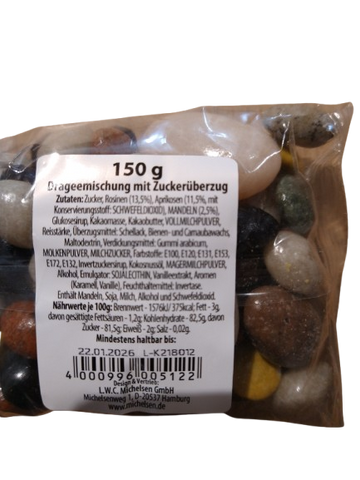 150 g
Drageemischung mit Zuckerüberzug
Zutaten: Zucker, Rosinen (13,5%), Aprikosen (11,5%, mit
Konservierungsstoff: SCHWEFELDIOXID), MANDELN (2,5%),
Glukosesirup, Kakaomasse, Kakaobutter, VOLLMILCHPULVER,
Reisstärke, Überzugsmittel: Schellack, Bienen- und Carnaubawachs,
Maltodextrin, Verdickungsmittel: Gummi arabicum,
MOLKENPULVER, MILCHZUCKER, Farbstoffe: E100, E120, E131, E153,
E172, E132, Invertzuckersirup, Kokosnussöl, MAGERMILCHPULVER,
Alkohol, Emulgator: SOJALECITHIN, Vanilleextrakt, Aromen
(Karamell, Vanille), Feuchthaltemittel: Invertase.
Enthält Mandeln, Soja, Milch, Alkohol und Schwefeldioxid.
Nährwerte je 100g: Brennwert - 1576kJ/ 375kcal; Fett - 3g,
davon gesättigte Fettsäuren - 1,2g; Kohlenhydrate - 82,5g, davon
Zucker - 81,5g; Eiweiß - 2g; Salz - 0,02g.
Mindestens haltbar bis:
22.01.2026 L-K218012
4 000996 005122
Design & Vertrieb:
L.W.C. Michelsen GmbH
Michelsenweg 1, D-20537 Hamburg
www.michelsen.de